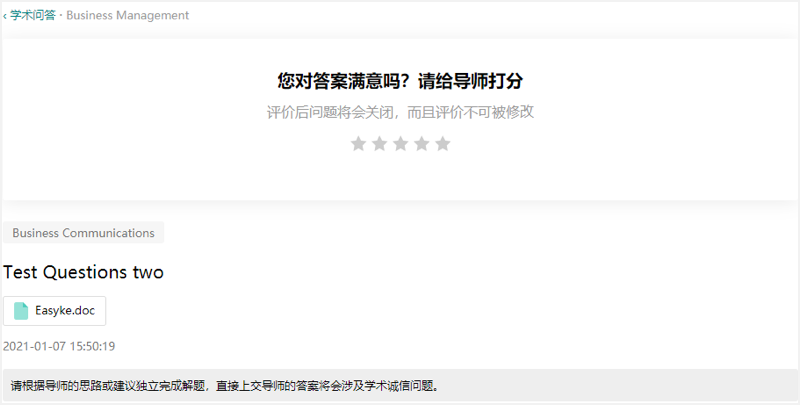 ‹ 学术问答 · Business Management
您对答案满意吗？请给导师打分
评价后问题将会关闭，而且评价不可被修改
Business Communications
Test Questions two
Easyke.doc
2021-01-07 15:50:19
请根据导师的思路或建议独立完成解题，直接上交导师的答案将会涉及学术诚信问题。